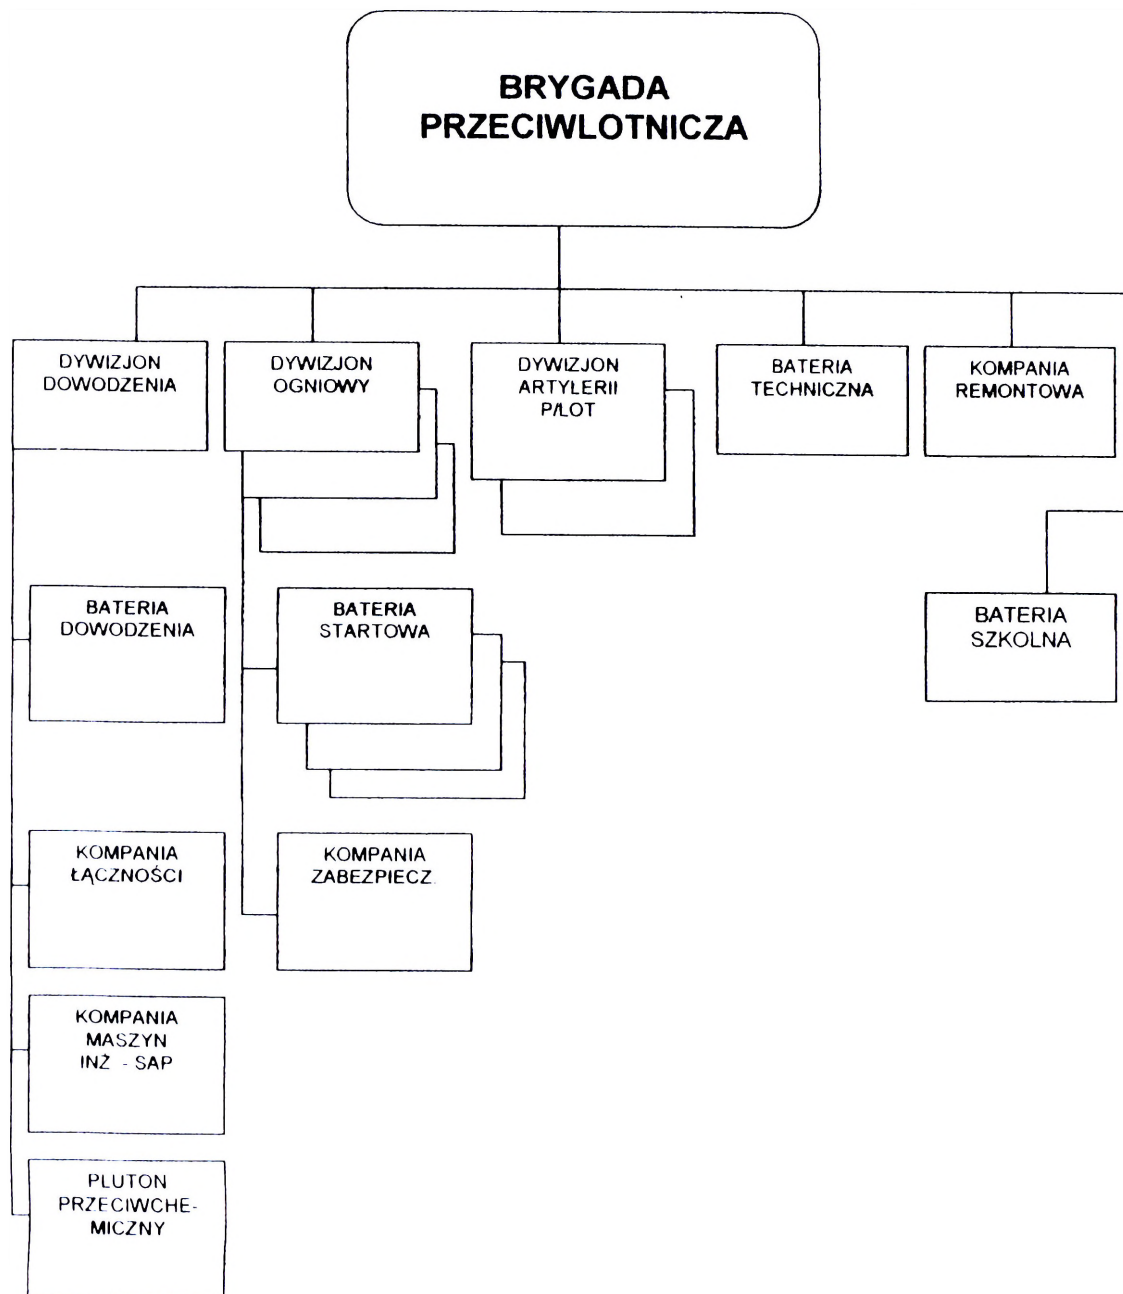 BRYGADA
PRZECIWLOTNICZA
DYWIZJON
DOWODZENIA
DYWIZJON
OGNIOWY
DYWIZJON
ARTYLERII
P/LOT
BATERIA
TECHNICZNA
KOMPANIA
REMONTOWA
BATERIA
DOWODZENIA
BATERIA
STARTOWA
BATERIA
SZKOLNA
KOMPANIA
ŁĄCZNOŚCI
KOMPANIA
ZABEZPIECZ.
KOMPANIA
MASZYN
INŻ - SAP
PLUTON
PRZECIWCHE-
MICZNY